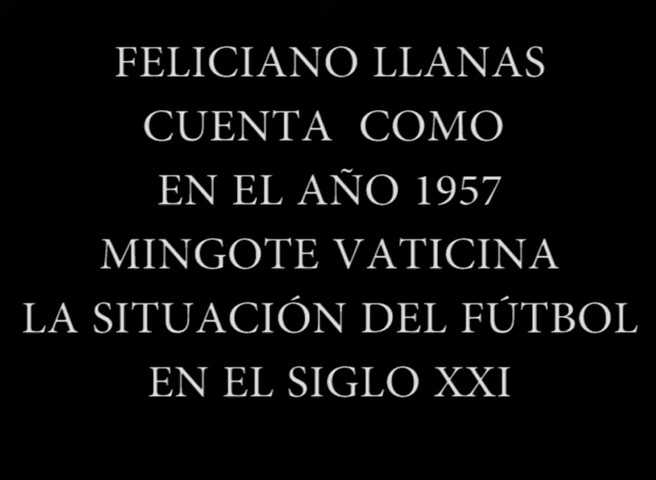 FELICIANO LLANAS
CUENTA COMO
EN EL AÑO 1957
MINGOTE VATICINA
LA SITUACIÓN DEL FÚTBOL
EN EL SIGLO XXI